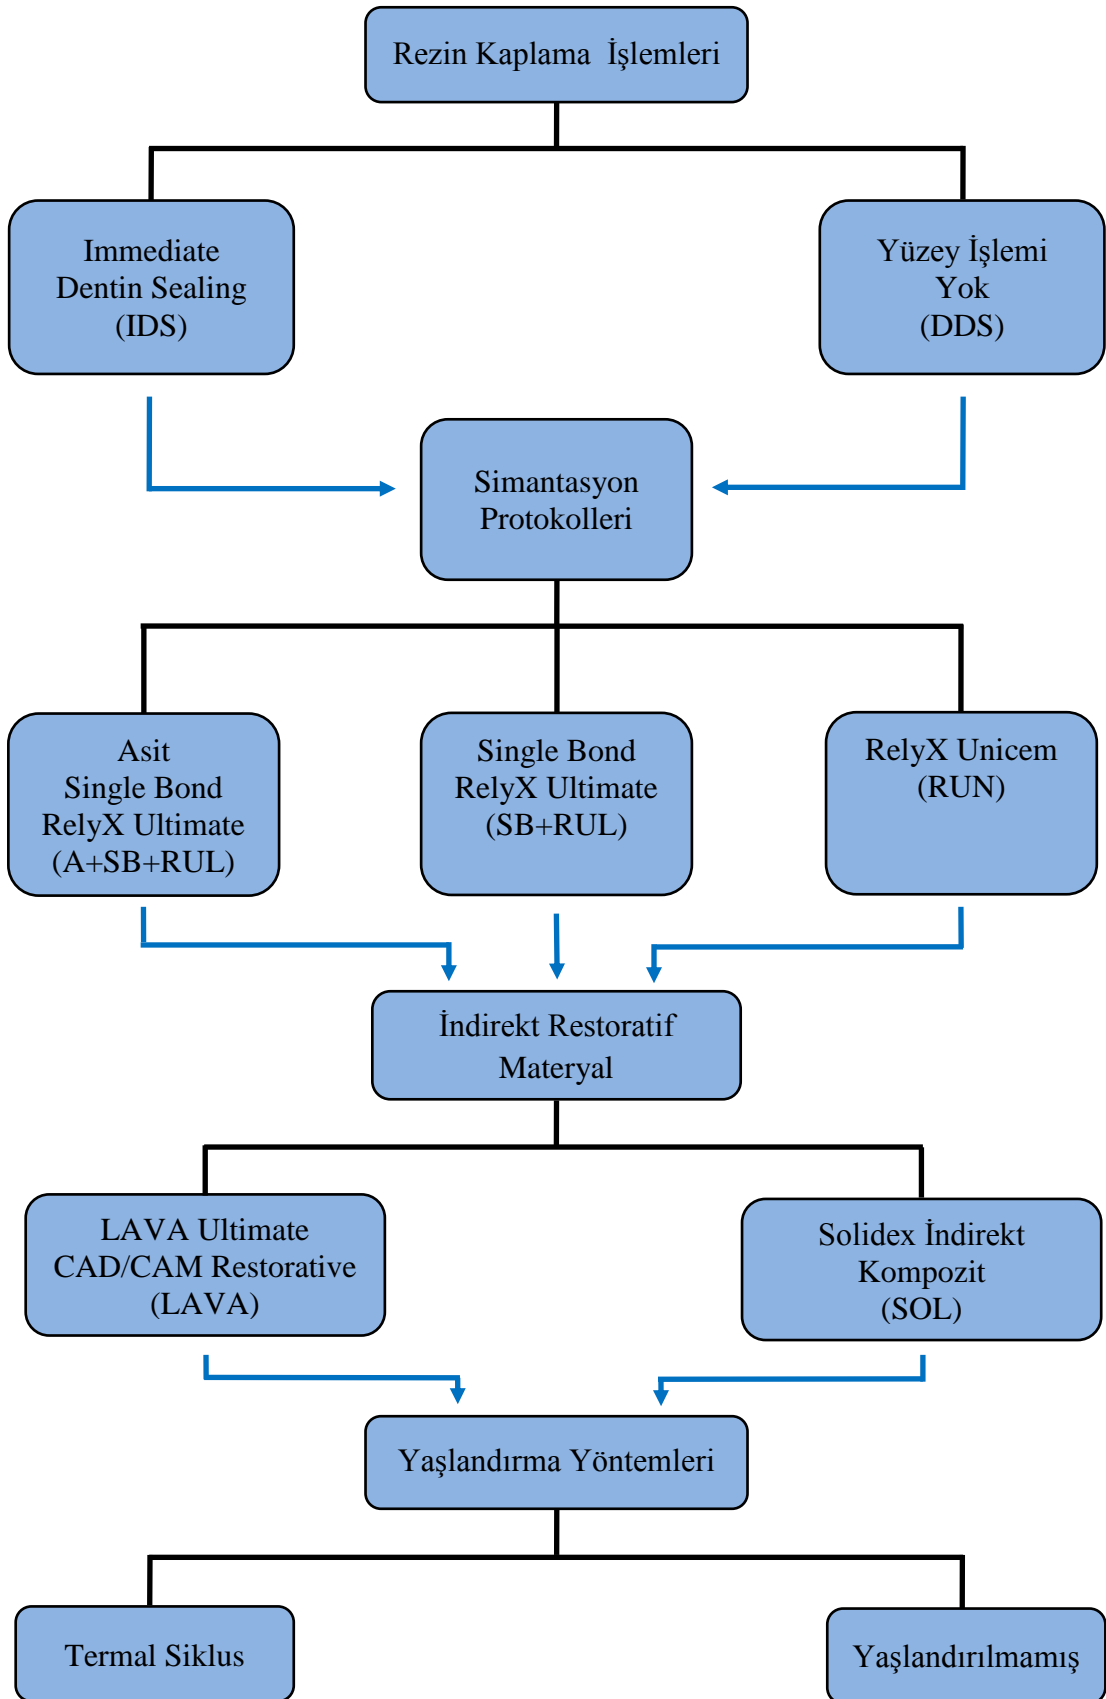 Rezin Kaplama İşlemleri
Immediate
Dentin Sealing
(IDS)
Yüzey İşlemi
Yok
(DDS)
Simantasyon
Protokolleri
Asit
Single Bond
RelyX Ultimate
(A+SB+RUL)
Single Bond
RelyX Ultimate
(SB+RUL)
RelyX Unicem
(RUN)
İndirekt Restoratif
Materyal
LAVA Ultimate
CAD/CAM Restorative
(LAVA)
Solidex İndirekt
Kompozit
(SOL)
Yaşlandırma Yöntemleri
Termal Siklus
Yaşlandırılmamış